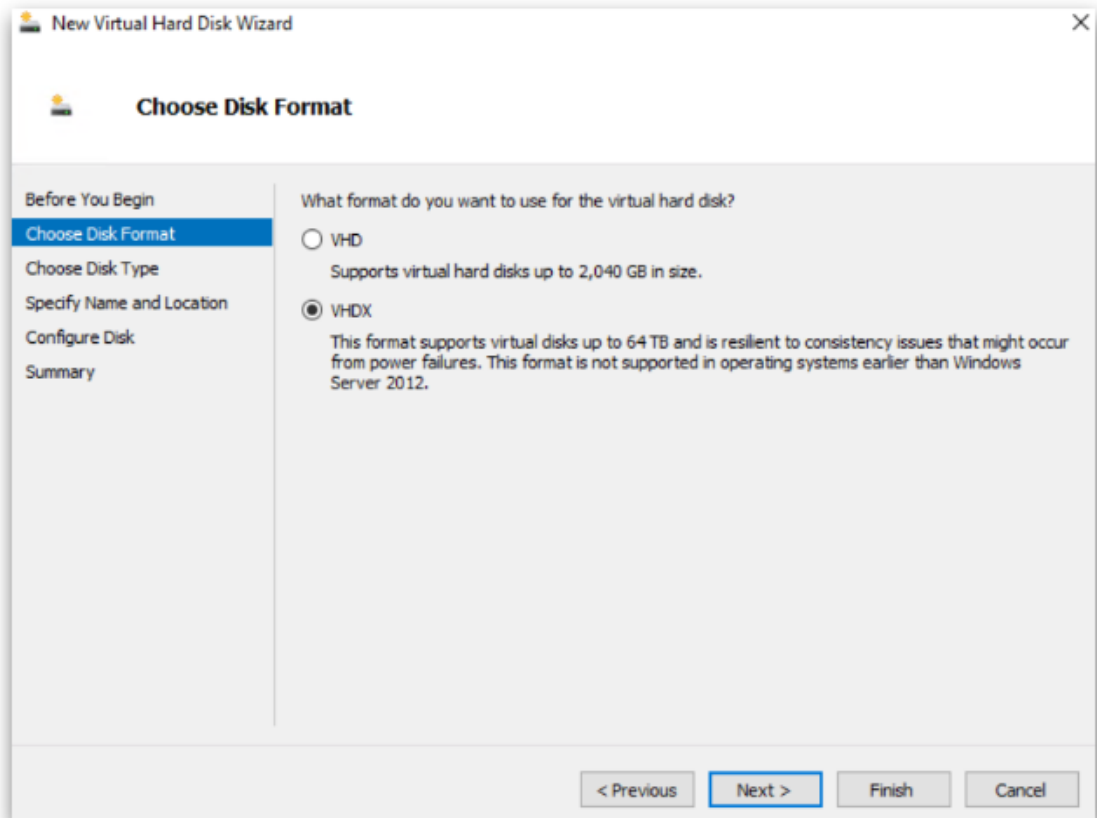 New Virtual Hard Disk Wizard
Choose Disk Format
Before You Begin
Choose Disk Format
Choose Disk Type
Specify Name and Location
Configure Disk
Summary
What format do you want to use for the virtual hard disk?
VHD
Supports virtual hard disks up to 2,040 GB in size.
VHDX
This format supports virtual disks up to 64 TB and is resilient to consistency issues that might occur
from power failures. This format is not supported in operating systems earlier than Windows
Server 2012.
< Previous
Next >
Finish
Cancel